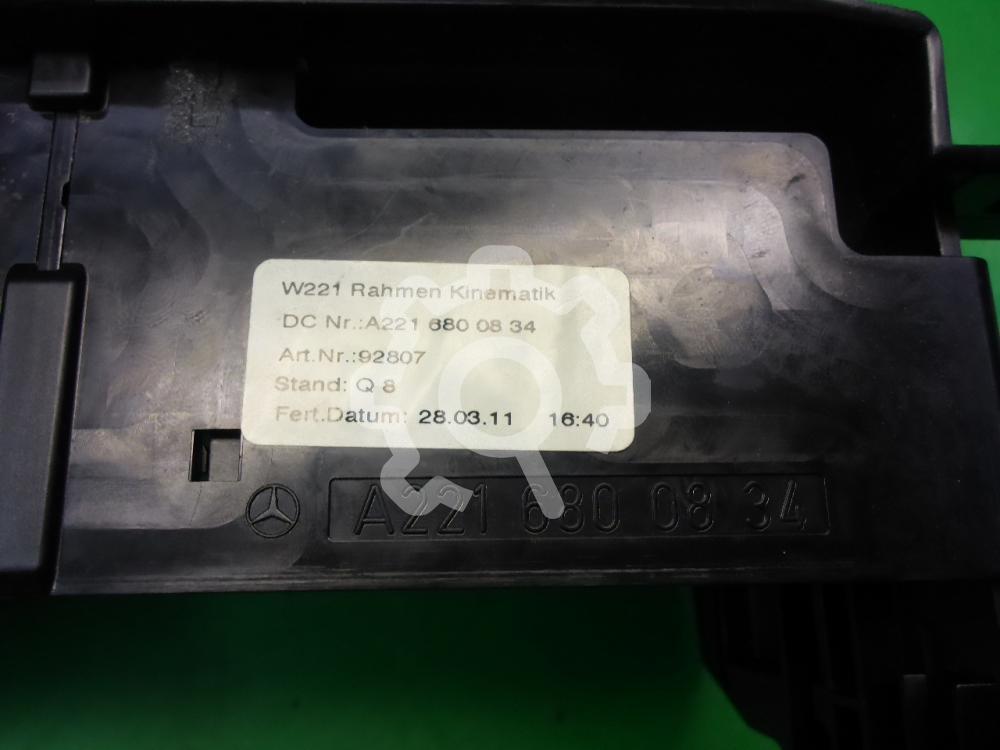 W221 Rahmen Kinematik
DC Nr.:A221 680 08 34
Art.Nr.:92807
Stand: Q 8
Fert.Datum: 28.03.11 16:40
A221 680 08 34